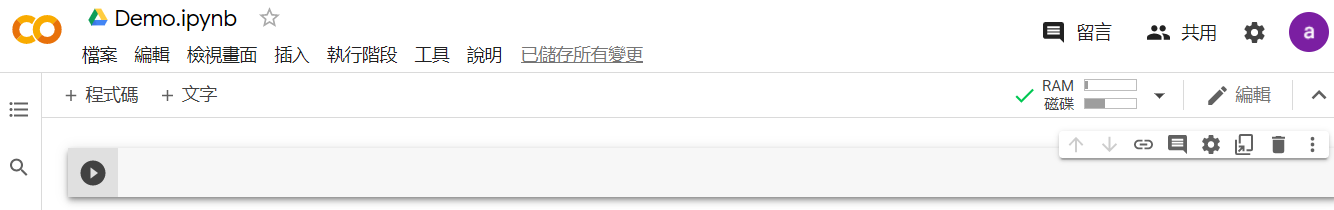 Demo.ipynb
留言 共用 a
檔案 編輯 檢視畫面 插入 執行階段 工具 說明 已儲存所有變更
+ 程式碼 + 文字 RAM 編輯
磁碟